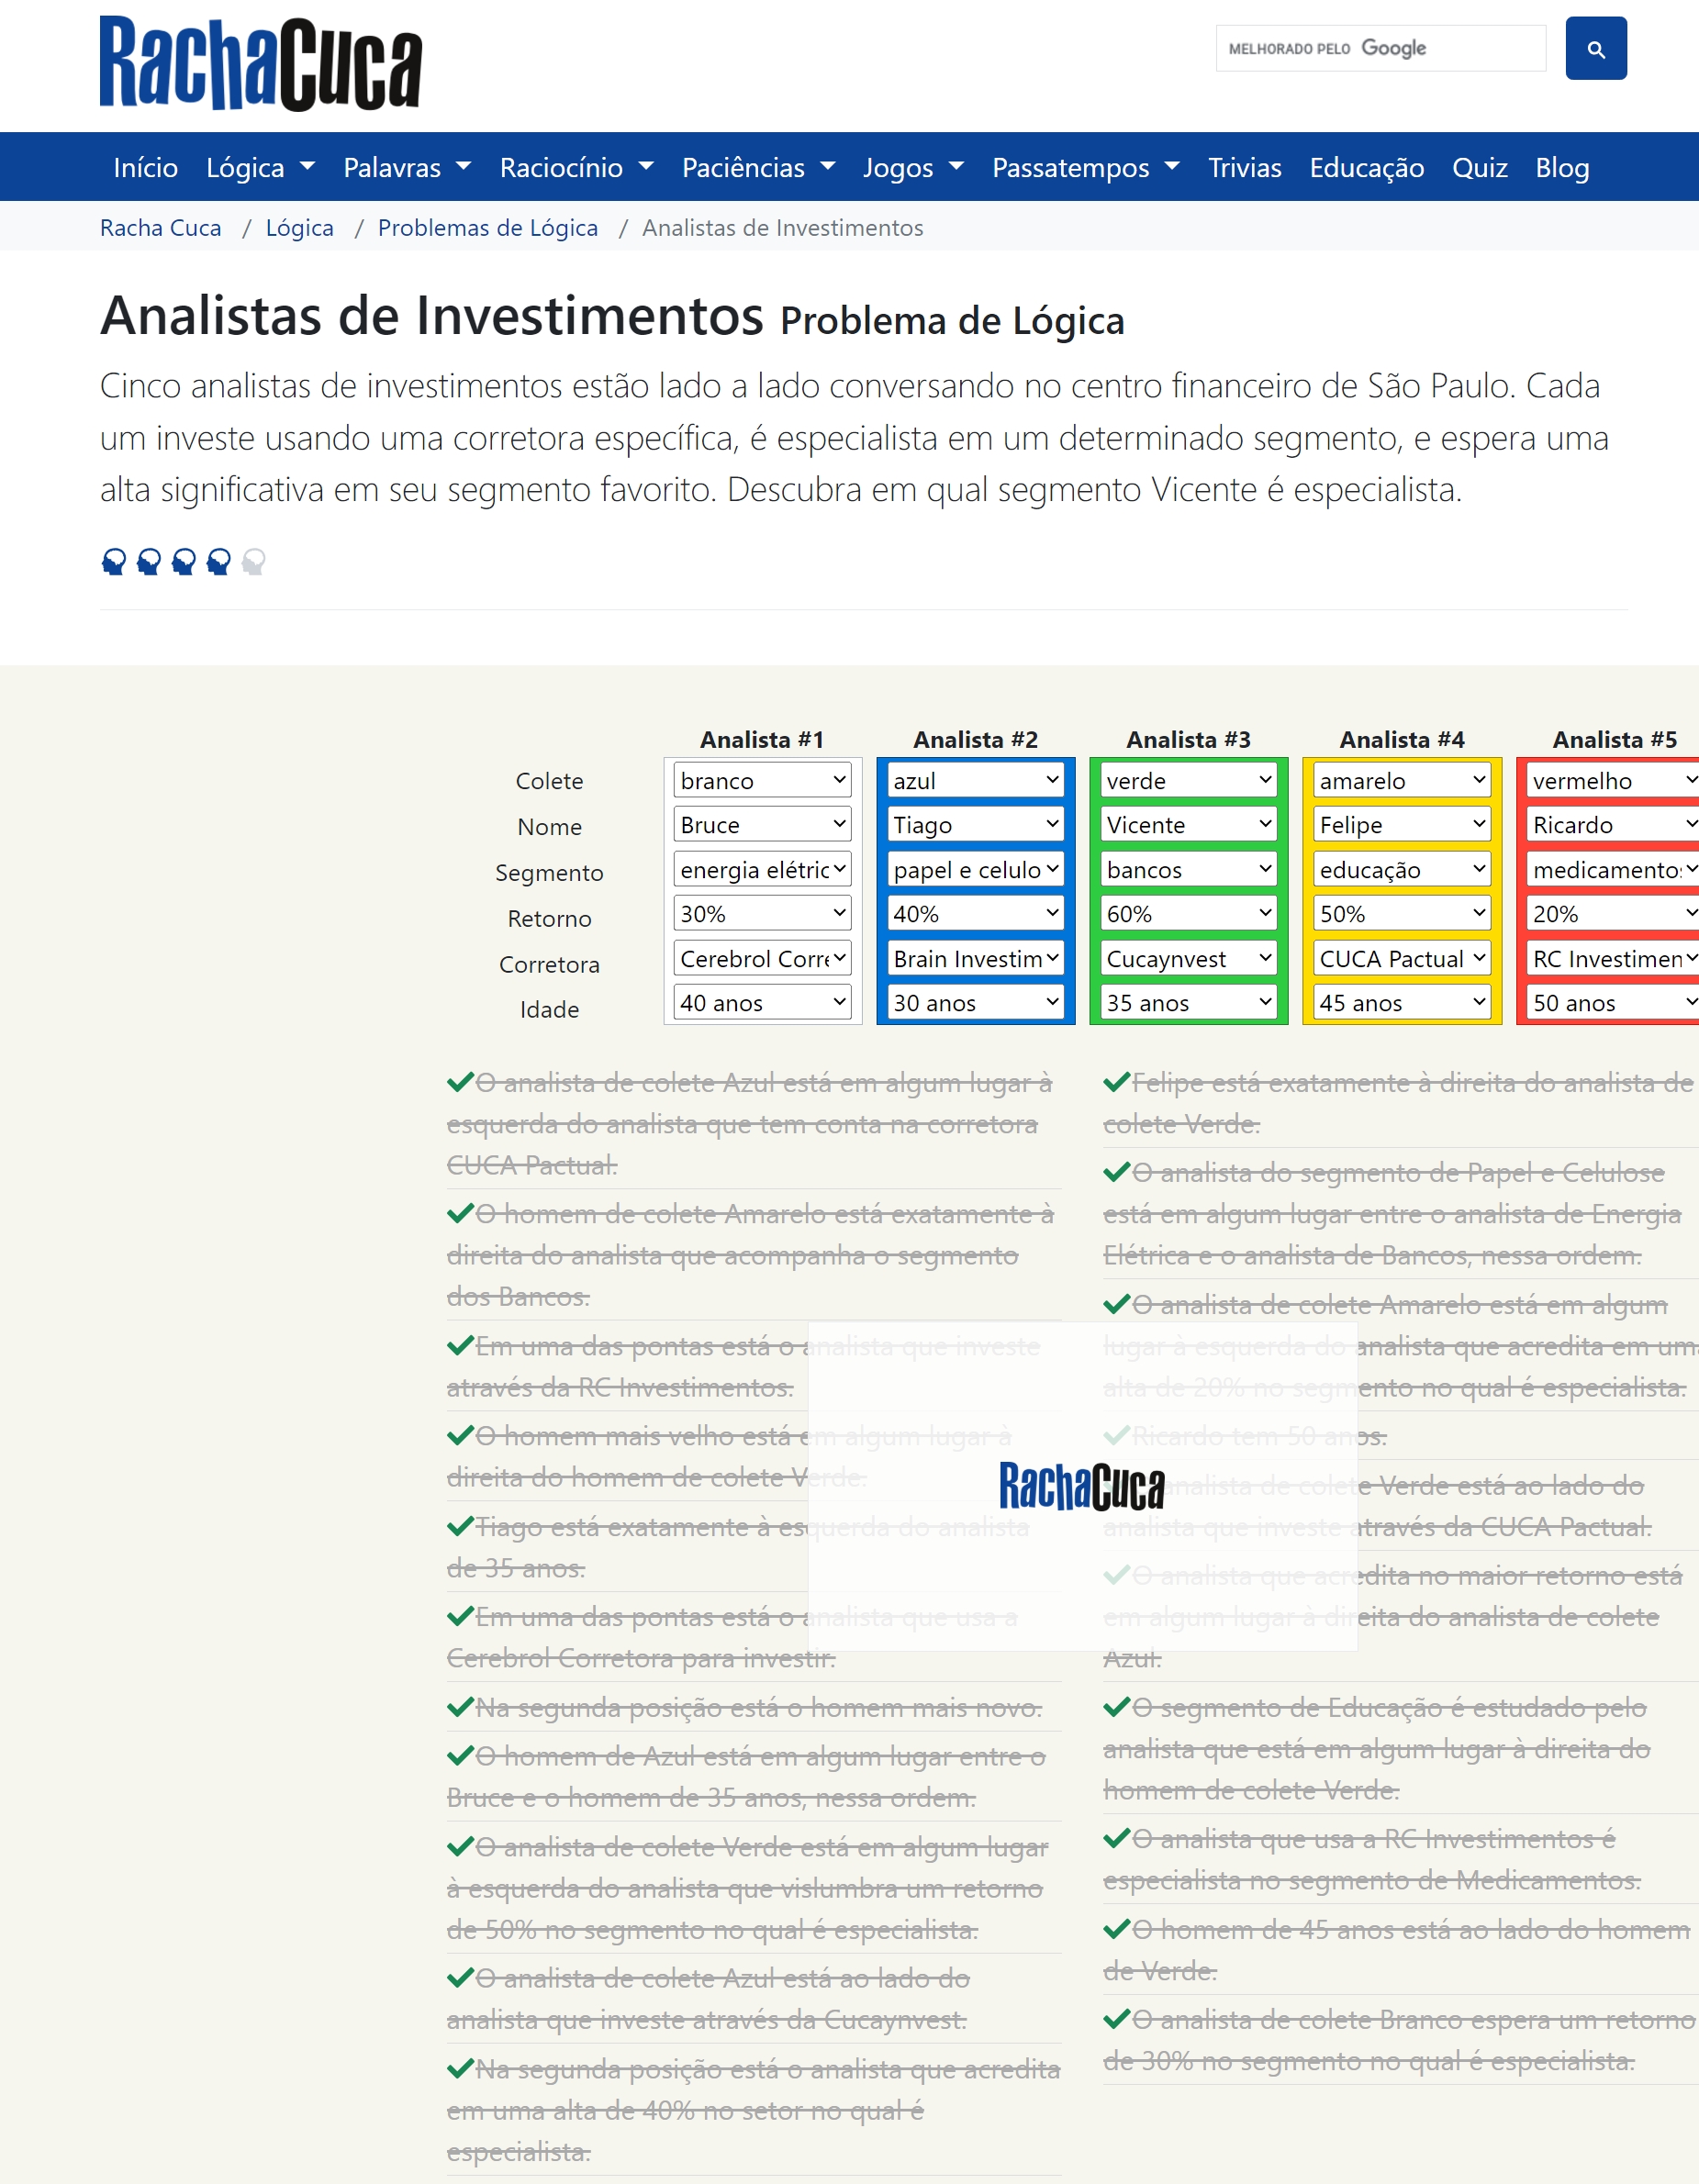 RachaCuca
MELHORADO PELO Google
Início Lógica Palavras Raciocínio Paciências Jogos Passatempos Trivias Educação Quiz Blog
Racha Cuca / Lógica / Problemas de Lógica / Analistas de Investimentos
Analistas de Investimentos Problema de Lógica
Cinco analistas de investimentos estão lado a lado conversando no centro financeiro de São Paulo. Cada
um investe usando uma corretora específica, é especialista em um determinado segmento, e espera uma
alta significativa em seu segmento favorito. Descubra em qual segmento Vicente é especialista.
Analista #1 Analista #2 Analista #3 Analista #4 Analista #5
Colete branco azul verde amarelo vermelho
Nome Bruce Tiago Vicente Felipe Ricardo
Segmento energia elétric papel e celulo bancos educação medicamento
Retorno 30% 40% 60% 50% 20%
Corretora Cerebrol Corre Brain Investim Cucaynvest CUCA Pactual RC Investimen
Idade 40 anos 30 anos 35 anos 45 anos 50 anos
O analista de colete Azul está em algum lugar à
esquerda do analista que tem conta na corretora
CUCA Pactual.
O homem de colete Amarelo está exatamente à
direita do analista que acompanha o segmento
dos Bancos.
Em uma das pontas está o analista que investe
através da RC Investimentos.
O homem mais velho está em algum lugar à
direita do homem de colete Verde.
Tiago está exatamente à esquerda do analista
de 35 anos.
Em uma das pontas está o analista que usa a
Cerebrol Corretora para investir.
Na segunda posição está o homem mais novo.
O homem de Azul está em algum lugar entre o
Bruce e o homem de 35 anos, nessa ordem.
O analista de colete Verde está em algum lugar
à esquerda do analista que vislumbra um retorno
de 50% no segmento no qual é especialista.
O analista de colete Azul está ao lado do
analista que investe através da Cucaynvest.
Na segunda posição está o analista que acredita
em uma alta de 40% no setor no qual é
especialista.
Felipe está exatamente à direita do analista de
colete Verde.
O analista do segmento de Papel e Celulose
está em algum lugar entre o analista de Energia
Elétrica e o analista de Bancos, nessa ordem.
O analista de colete Amarelo está em algum
lugar à esquerda do analista que acredita em uma
alta de 20% no segmento no qual é especialista.
Ricardo tem 50 anos.
analista de colete Verde está ao lado do
analista que investe através da CUCA Pactual.
O analista que acredita no maior retorno está
em algum lugar à direita do analista de colete
Azul.
O segmento de Educação é estudado pelo
analista que está em algum lugar à direita do
homem de colete Verde.
O analista que usa a RC Investimentos é
especialista no segmento de Medicamentos.
O homem de 45 anos está ao lado do homem
de Verde.
O analista de colete Branco espera um retorno
de 30% no segmento no qual é especialista.
RachaCuca